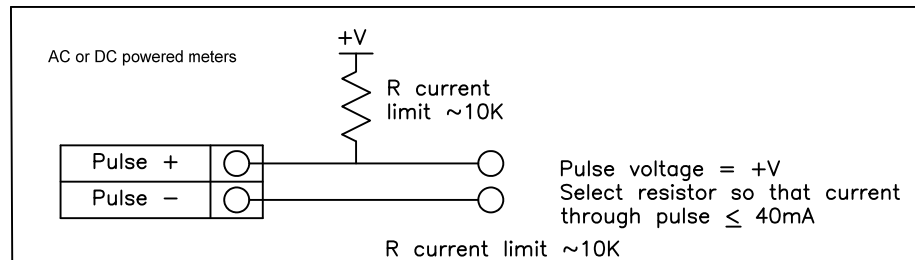 +V
AC or DC powered meters
R current
limit ~10K
Pulse +
Pulse −
Pulse voltage = +V
Select resistor so that current
through pulse ≤ 40mA
R current limit ~10K